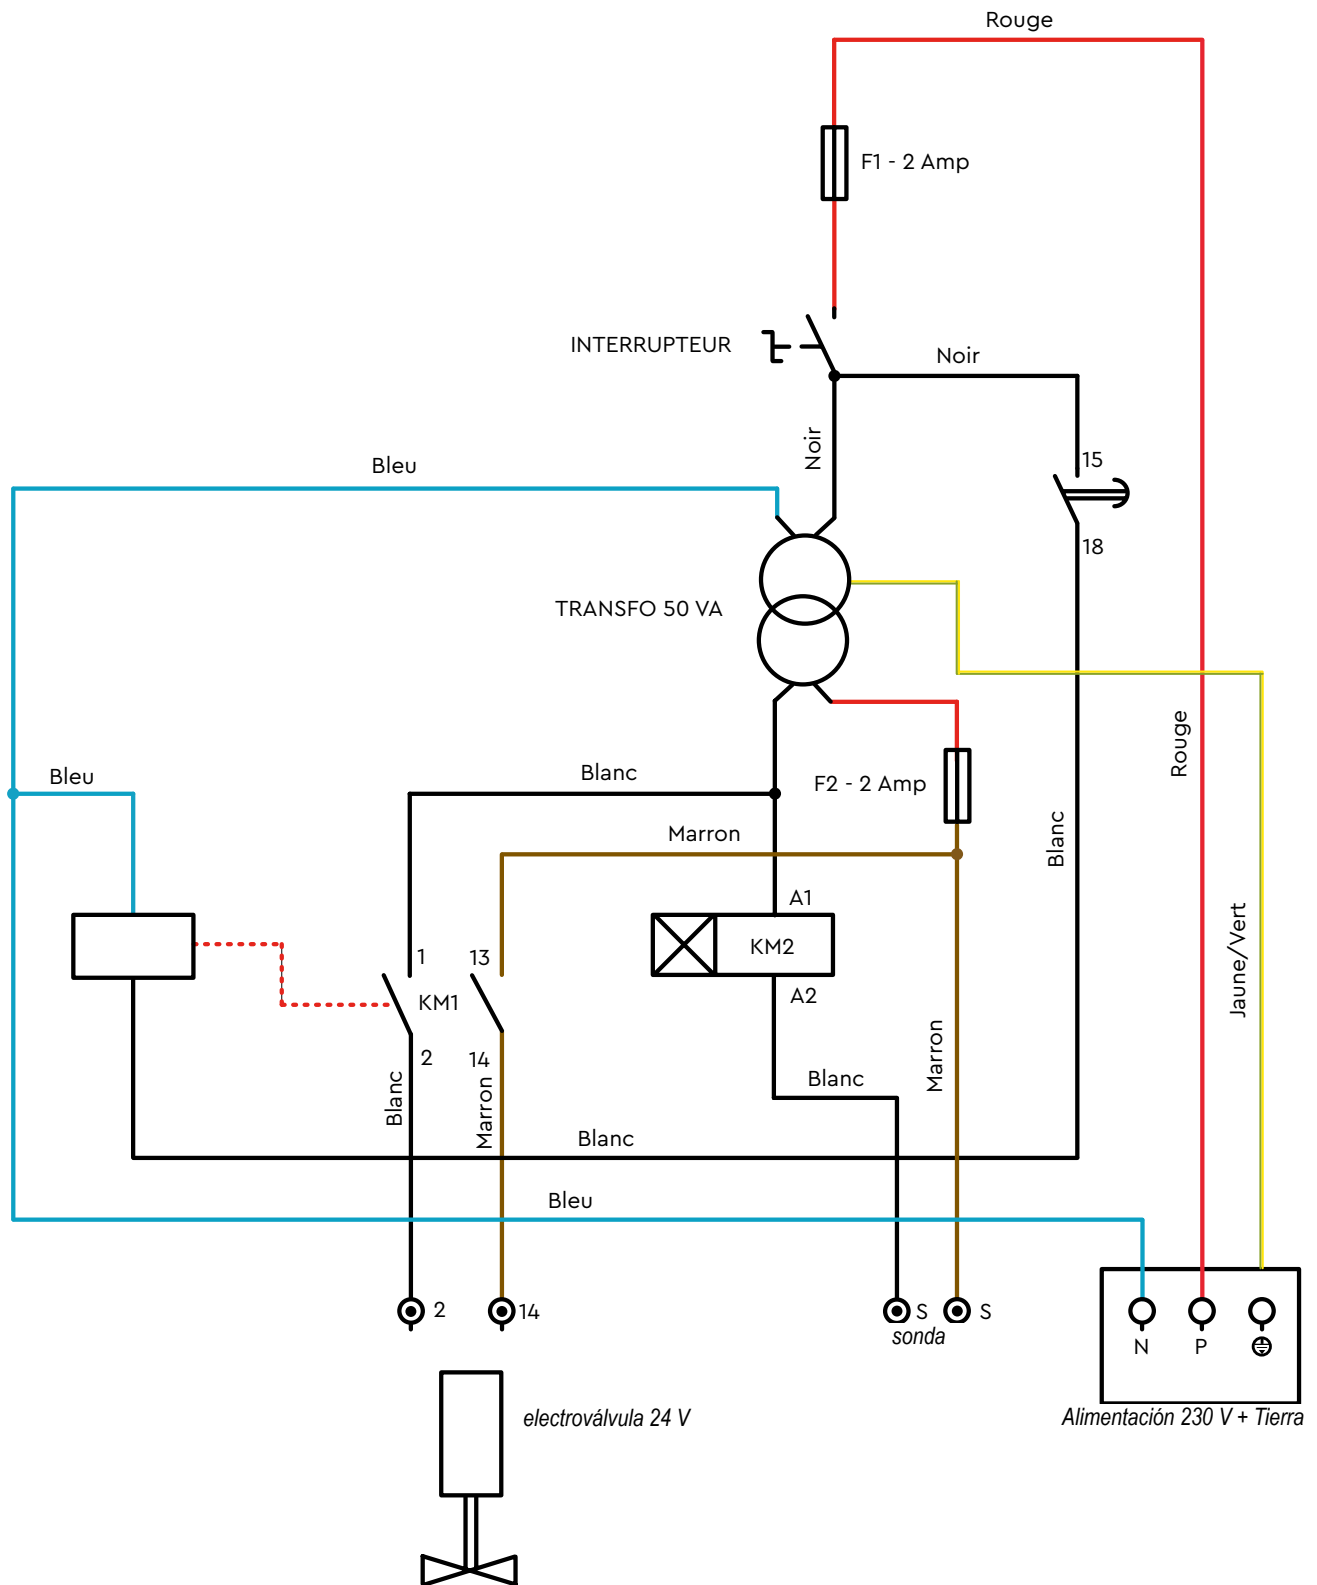 Rouge
F1 - 2 Amp
INTERRUPTEUR
Noir
Noir
Bleu
15
18
TRANSFO 50 VA
Rouge
Bleu
Blanc
F2 - 2 Amp
Marron
Blanc
A1
KM2
A2
Jaune/Vert
1
13
KM1
2
14
Blanc
Marron
Marron
Blanc
Blanc
Bleu
2
14
S
S
sonda
N
P
electroválvula 24 V
Alimentación 230 V + Tierra